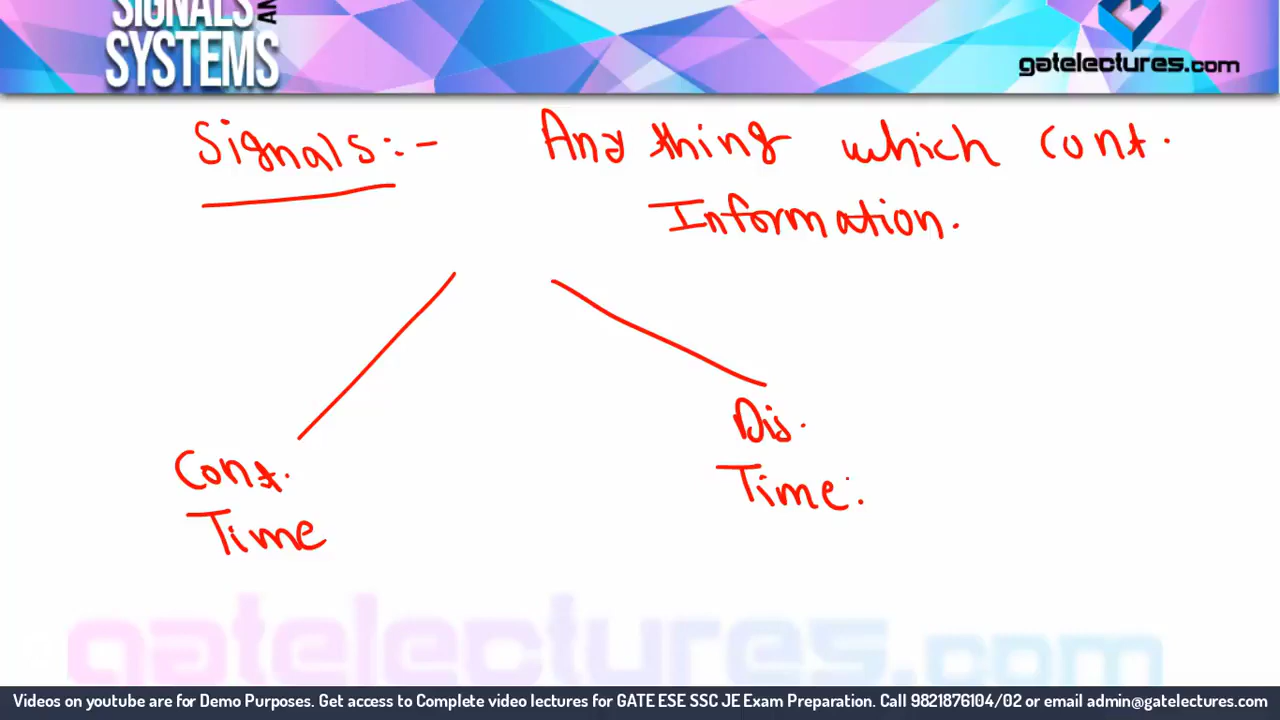 SIGNALS AND
SYSTEMS
gatelectures.com
Signals:- Anything which cont.
Information.
Dis.
Time.
Cont.
Time
gatelectures.com
Videos on youtube are for Demo Purposes. Get access to Complete video lectures for GATE ESE SSC JE Exam Preparation. Call 9821876104/02 or email admin@gatelectures.com